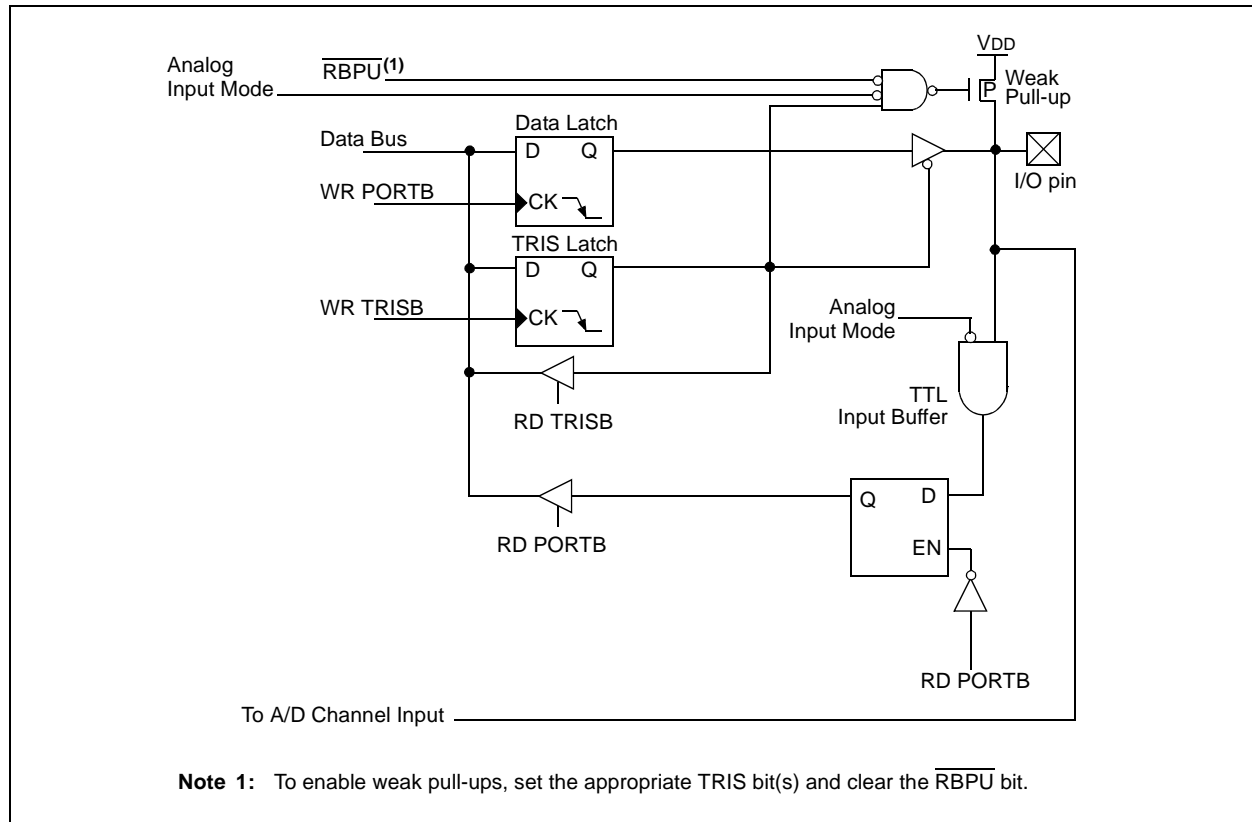 VDD
Analog
Input Mode
RBPU(1)
Weak
Pull-up
P
Data Bus
Data Latch
D Q
WR PORTB
CK
I/O pin
TRIS Latch
D Q
WR TRISB
CK
Analog
Input Mode
TTL
Input Buffer
RD TRISB
Q D
EN
RD PORTB
RD PORTB
To A/D Channel Input
Note 1: To enable weak pull-ups, set the appropriate TRIS bit(s) and clear the RBPU bit.